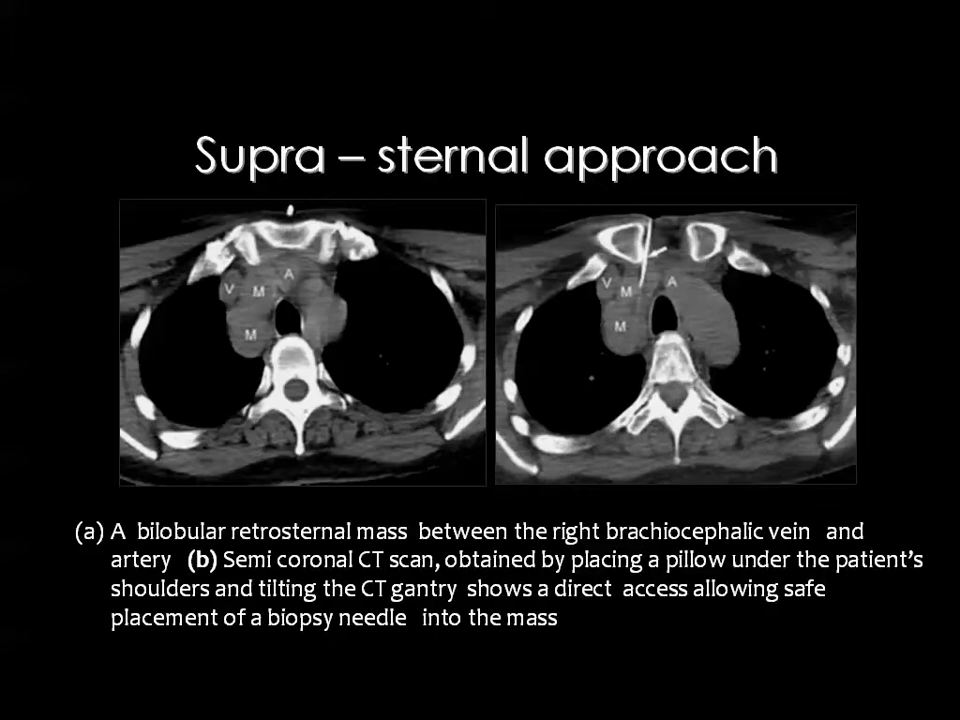 Supra – sternal approach
A
V
M
M
V
A
M
M
(a) A bilobular retrosternal mass between the right brachiocephalic vein and
artery (b) Semi coronal CT scan, obtained by placing a pillow under the patient’s
shoulders and tilting the CT gantry shows a direct access allowing safe
placement of a biopsy needle into the mass